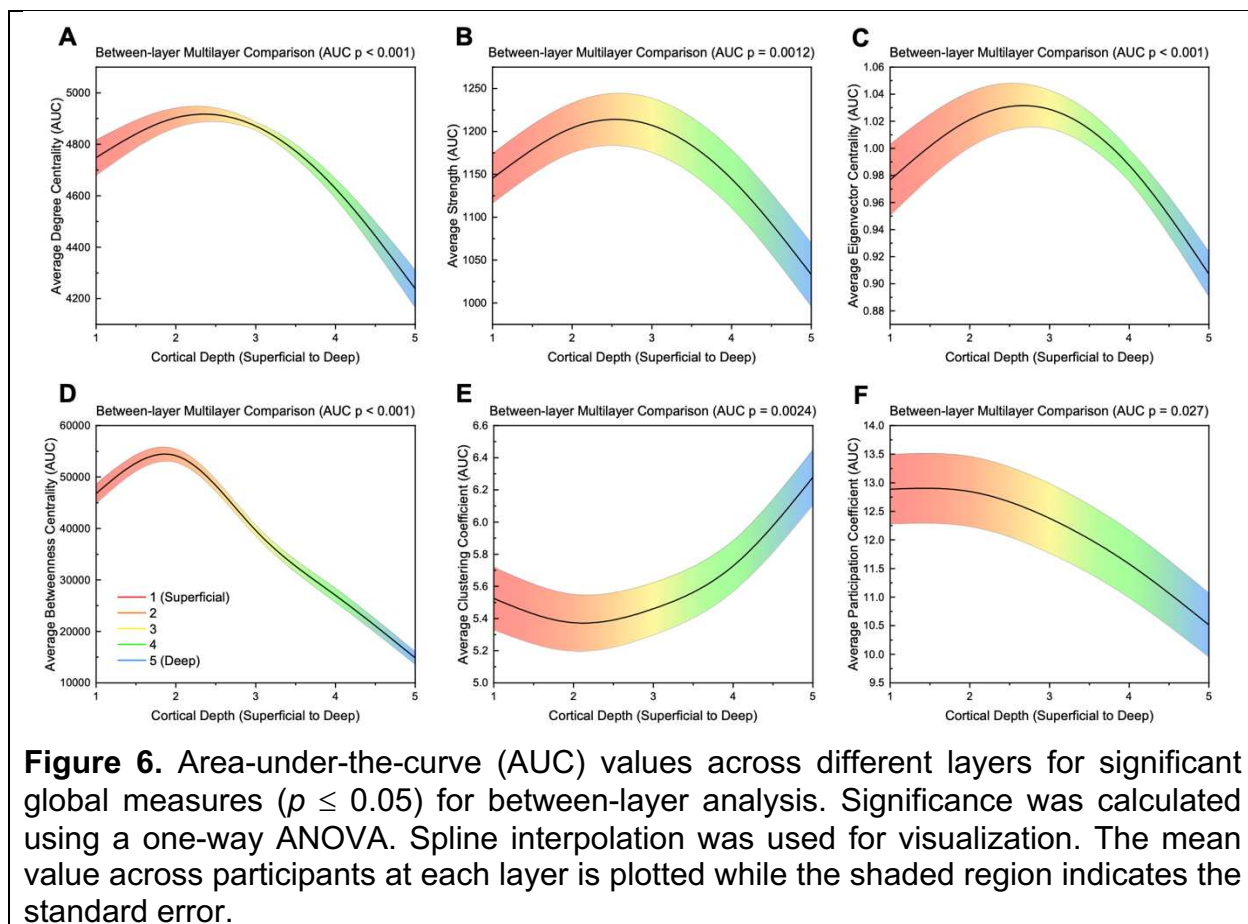 A
Between-layer Multilayer Comparison (AUC p < 0.001)
Average Degree Centrality (AUC)
5000
4800
4600
4400
4200
1 2 3 4 5
Cortical Depth (Superficial to Deep)
B
Between-layer Multilayer Comparison (AUC p = 0.0012)
Average Strength (AUC)
1250
1200
1150
1100
1050
1000
1 2 3 4 5
Cortical Depth (Superficial to Deep)
C
Between-layer Multilayer Comparison (AUC p < 0.001)
Average Eigenvector Centrality (AUC)
1.06
1.04
1.02
1.00
0.98
0.96
0.94
0.92
0.90
0.88
1 2 3 4 5
Cortical Depth (Superficial to Deep)
D
Between-layer Multilayer Comparison (AUC p < 0.001)
Average Betweenness Centrality (AUC)
60000
50000
40000
30000
20000
10000
1 (Superficial)
2
3
4
5 (Deep)
1 2 3 4 5
Cortical Depth (Superficial to Deep)
E
Between-layer Multilayer Comparison (AUC p = 0.0024)
Average Clustering Coefficient (AUC)
6.6
6.4
6.2
6.0
5.8
5.6
5.4
5.2
5.0
1 2 3 4 5
Cortical Depth (Superficial to Deep)
F
Between-layer Multilayer Comparison (AUC p = 0.027)
Average Participation Coefficient (AUC)
14.0
13.5
13.0
12.5
12.0
11.5
11.0
10.5
10.0
9.5
1 2 3 4 5
Cortical Depth (Superficial to Deep)
Figure 6. Area-under-the-curve (AUC) values across different layers for significant
global measures (p ≤ 0.05) for between-layer analysis. Significance was calculated
using a one-way ANOVA. Spline interpolation was used for visualization. The mean
value across participants at each layer is plotted while the shaded region indicates the
standard error.